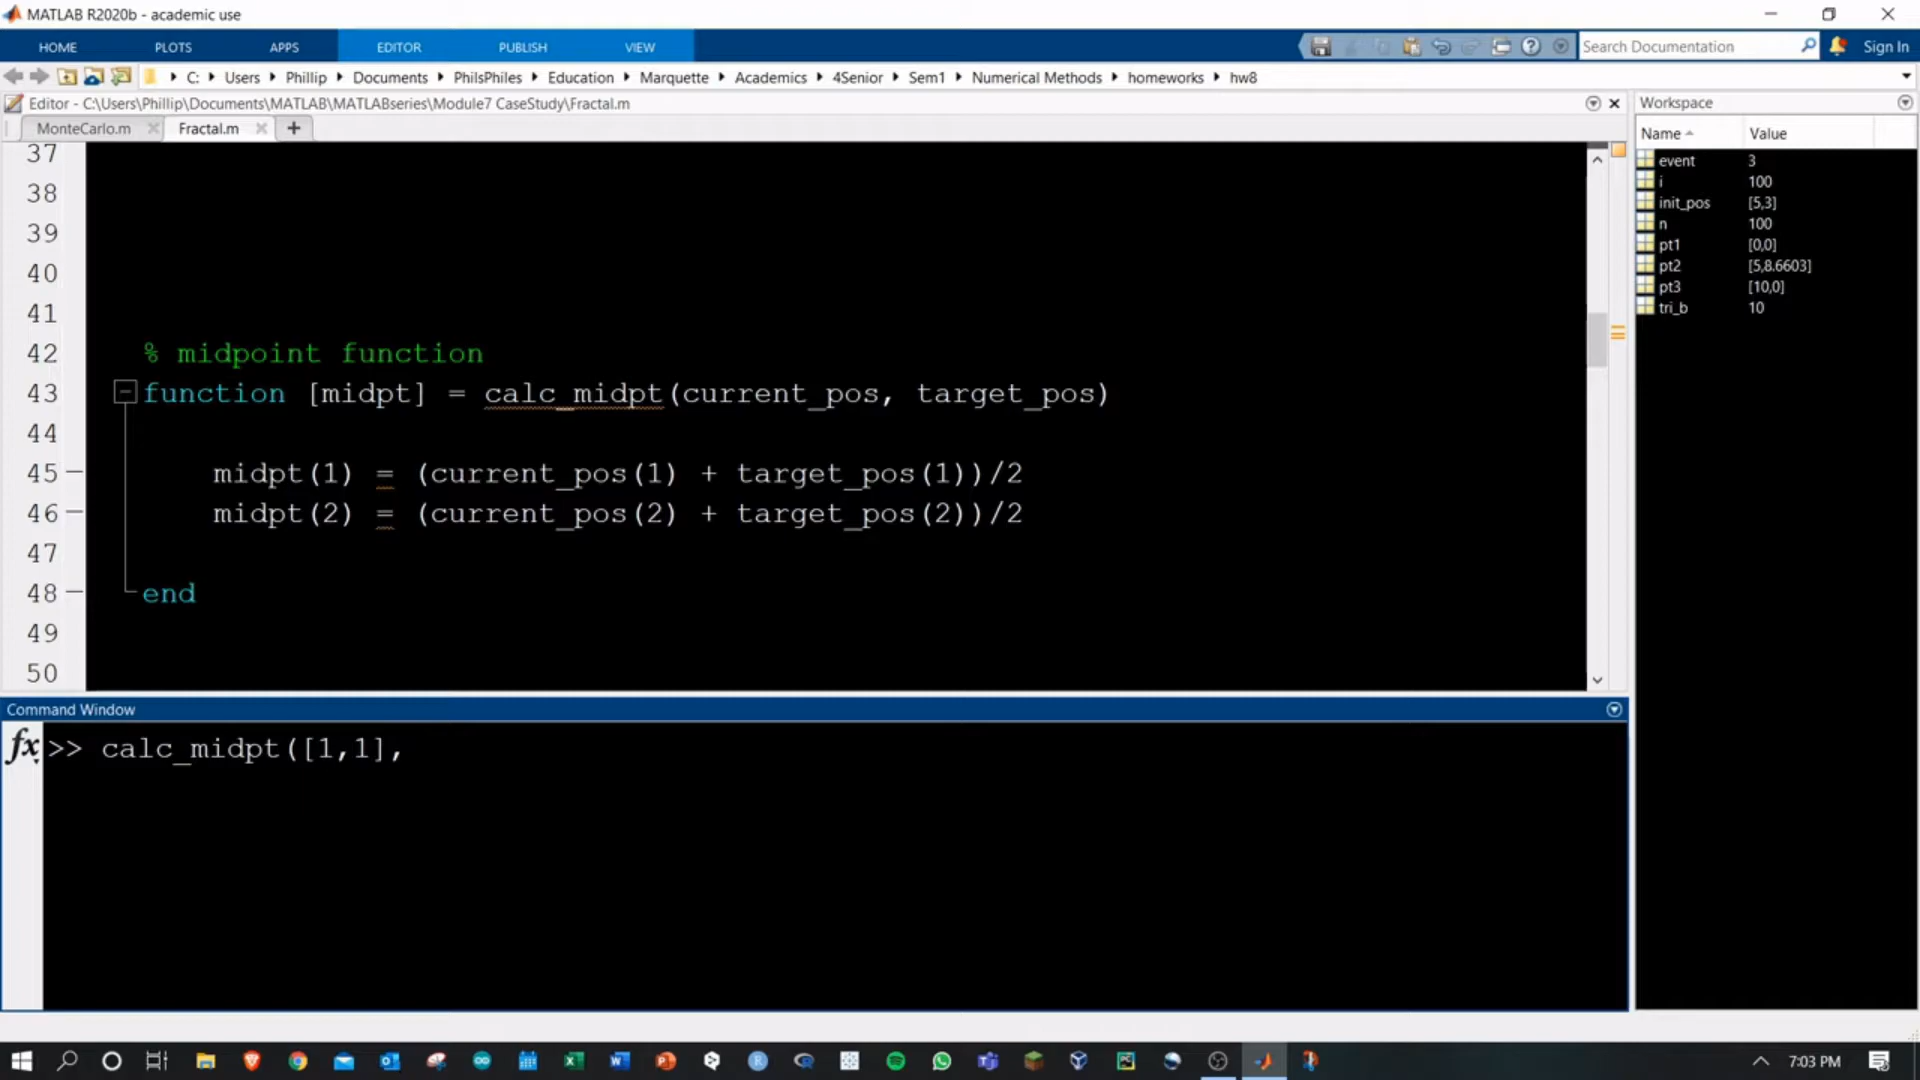 MATLAB R2020b - academic use
HOME PLOTS APPS EDITOR PUBLISH VIEW Search Documentation Sign In
C: Users Phillip Documents PhilsPhiles Education Marquette Academics 4Senior Sem1 Numerical Methods homeworks hw8
Editor - C:\Users\Phillip\Documents\MATLAB\MATLABseries\Module7 CaseStudy\Fractal.m
MonteCarlo.m Fractal.m
37
38
39
40
41
42 % midpoint function
43 function [midpt] = calc_midpt(current_pos, target_pos)
44
45 midpt(1) = (current_pos(1) + target_pos(1))/2
46 midpt(2) = (current_pos(2) + target_pos(2))/2
47
48 end
49
50
Workspace
Name Value
event 3
i 100
init_pos [5,3]
n 100
pt1 [0,0]
pt2 [5,8.6603]
pt3 [10,0]
tri_b 10
Command Window
fx >> calc_midpt([1,1],
7:03 PM